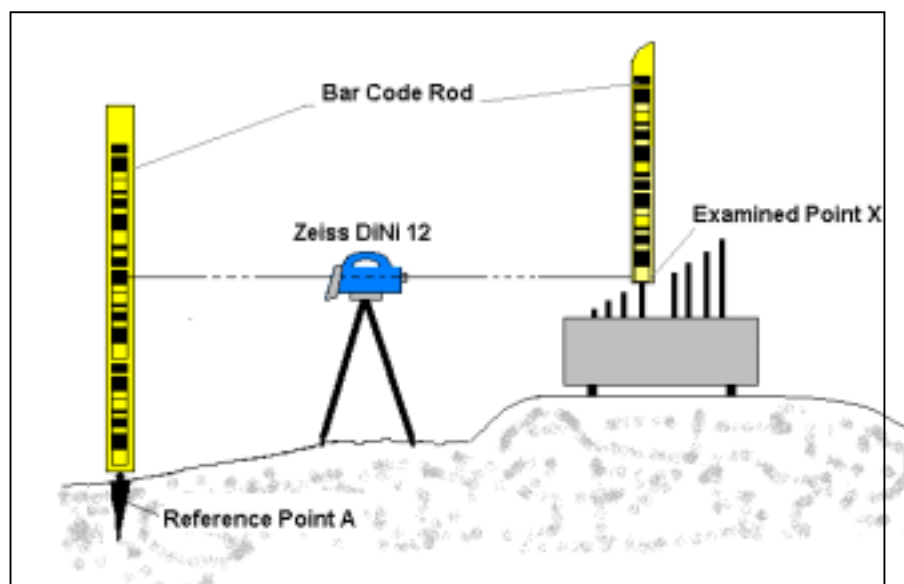 Bar Code Rod
Zeiss DiNi 12
Examined Point X
Reference Point A